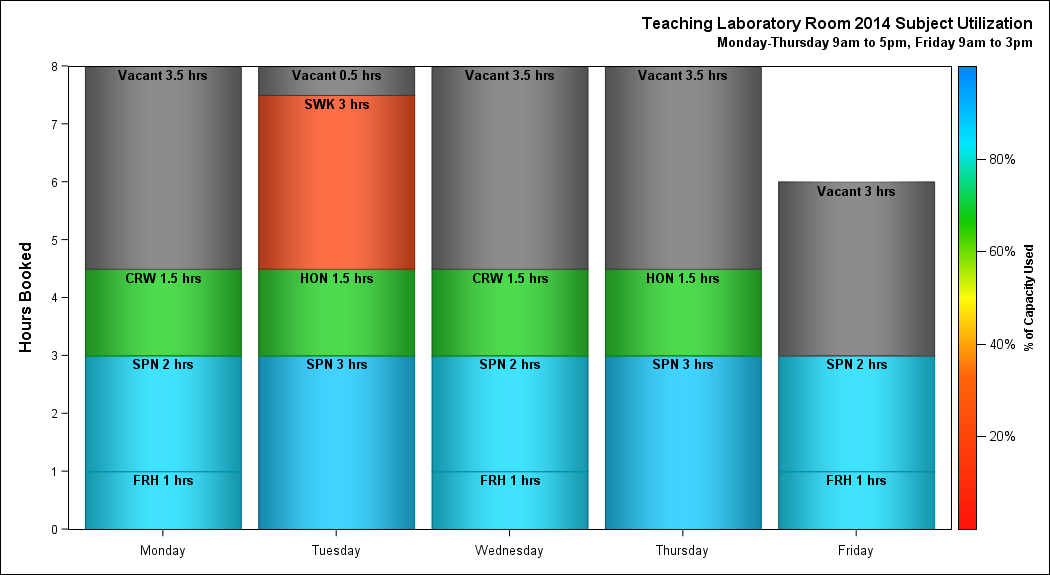 Teaching Laboratory Room 2014 Subject Utilization
Monday-Thursday 9am to 5pm, Friday 9am to 3pm
Hours Booked
8
7
6
5
4
3
2
1
0
Vacant 3.5 hrs
CRW 1.5 hrs
SPN 2 hrs
FRH 1 hrs
Monday
Vacant 0.5 hrs
SWK 3 hrs
HON 1.5 hrs
SPN 3 hrs
Tuesday
Vacant 3.5 hrs
CRW 1.5 hrs
SPN 2 hrs
FRH 1 hrs
Wednesday
Vacant 3.5 hrs
HON 1.5 hrs
SPN 3 hrs
Thursday
Vacant 3 hrs
SPN 2 hrs
FRH 1 hrs
Friday
80%
60%
40%
20%
% of Capacity Used